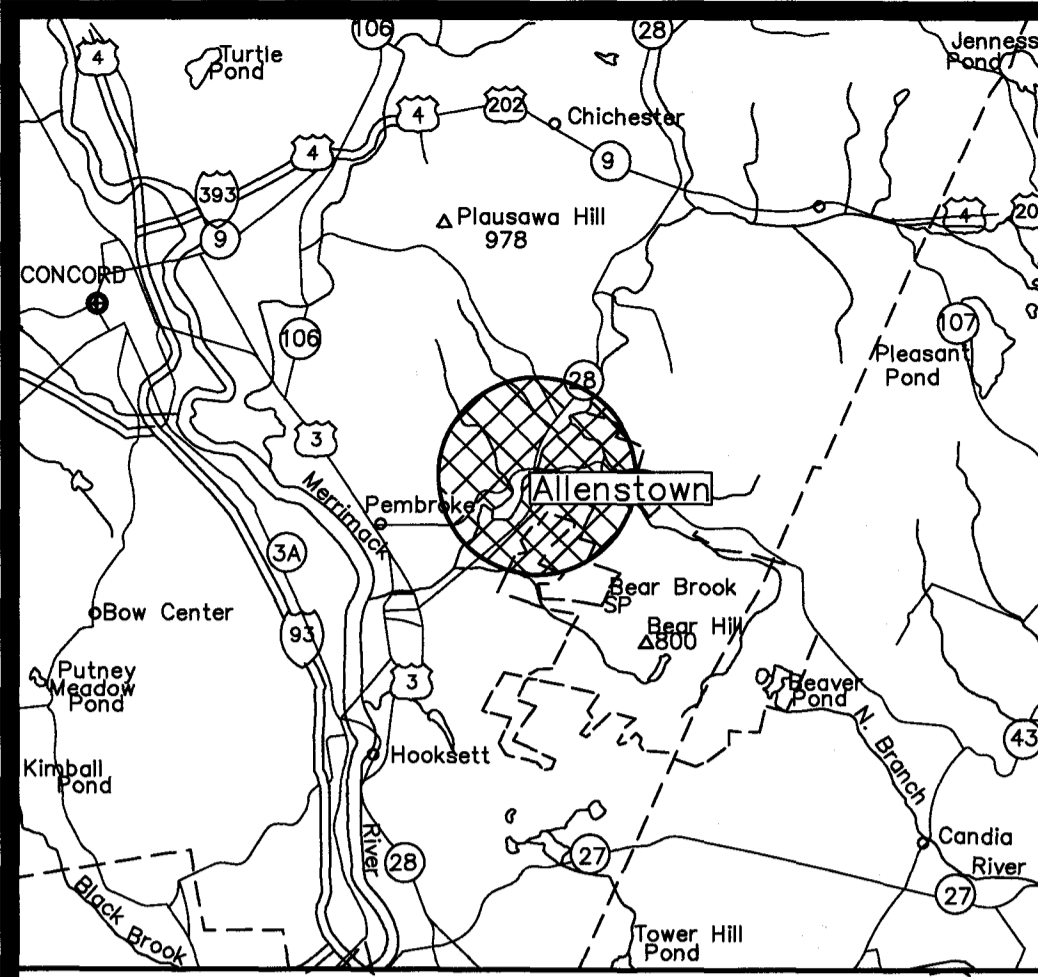 106
28
4
Turtle
Pond
Jenness
Pond
202
4
Chichester
4
9
393
Plausawa Hill
978
9
4
20
CONCORD
106
107
Pleasant
Pond
28
3
Merrimack
Allenstown
Pembroke
3A
Bear Brook
SP
Bow Center
Bear Hill
800
93
Putney
Meadow
Pond
3
Beaver
Pond
N. Branch
43
Hooksett
Kimball
Pond
River
28
27
Candia
River
27
Black Brook
Tower Hill
Pond